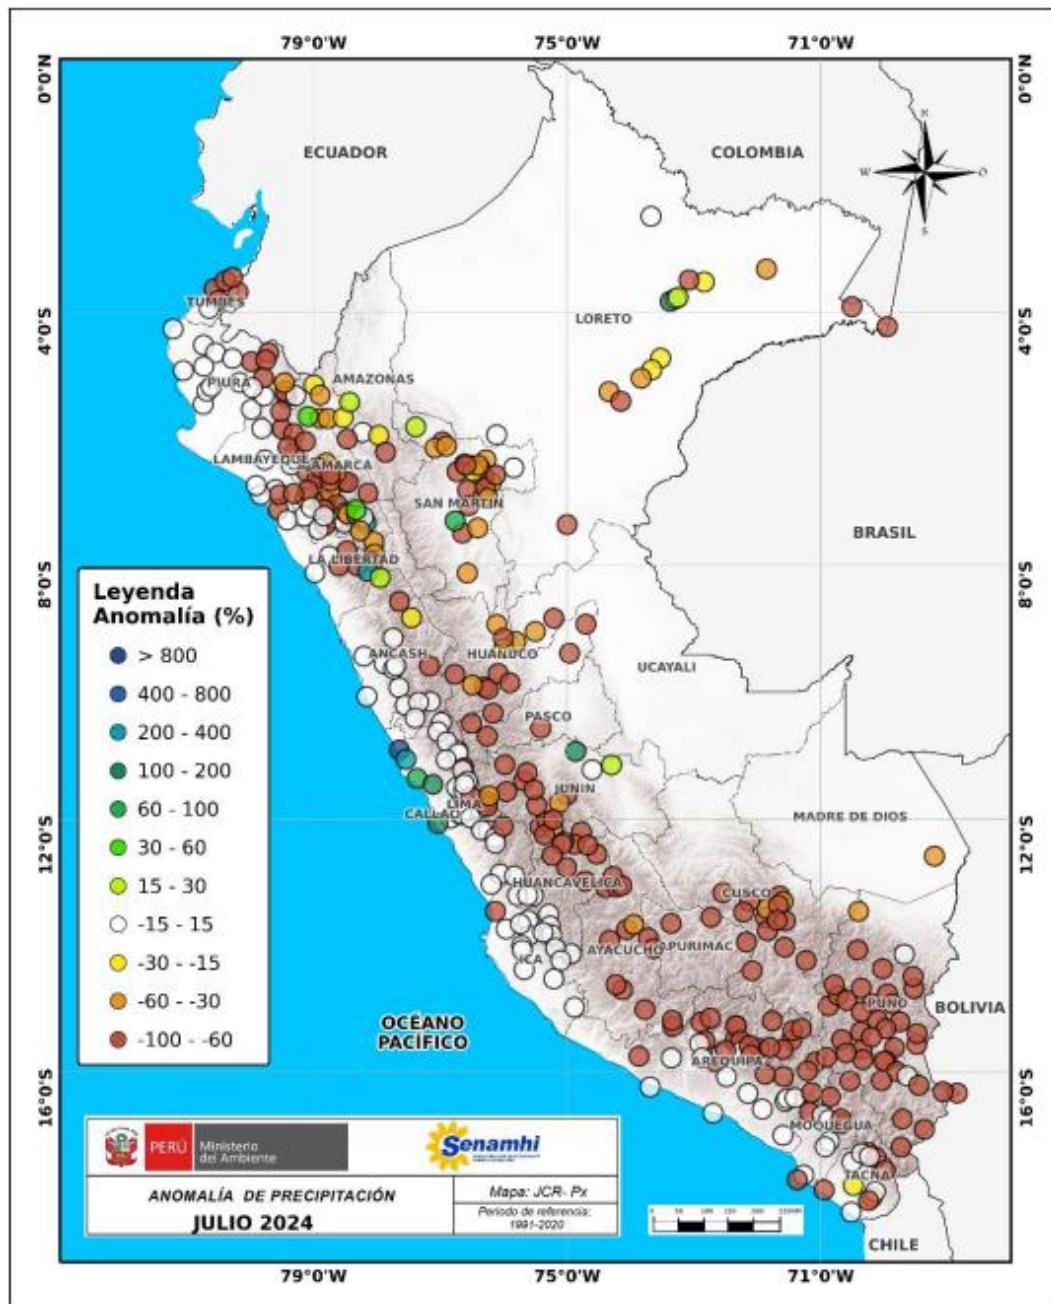 79°0'W 75°0'W 71°0'W
0°0'N 0°0'N
ECUADOR
COLOMBIA
N
W O
S
TUMBES
4°0'S 4°0'S
LORETO
PIURA
AMAZONAS
LAMBAYEQUE
CAJAMARCA
SAN MARTIN
BRASIL
LA LIBERTAD
8°0'S 8°0'S
Leyenda
Anomalía (%)
> 800
400 - 800
200 - 400
100 - 200
60 - 100
30 - 60
15 - 30
-15 - 15
-30 - -15
-60 - -30
-100 - -60
ANCASH
HUANUCO
UCAYALI
PASCO
JUNIN
LIMA
CALLAO
MADRE DE DIOS
12°0'S 12°0'S
HUANCAVELICA
CUSCO
AYACUCHO
APURIMAC
ICA
PUNO
BOLIVIA
OCÉANO
PACÍFICO
AREQUIPA
16°0'S 16°0'S
MOQUEGUA
TACNA
CHILE
PERÚ
Ministerio
del Ambiente
Senamhi
ANOMALÍA DE PRECIPITACIÓN
JULIO 2024
Mapa: JCR- Px
Periodo de referencia:
1991-2020
79°0'W 75°0'W 71°0'W